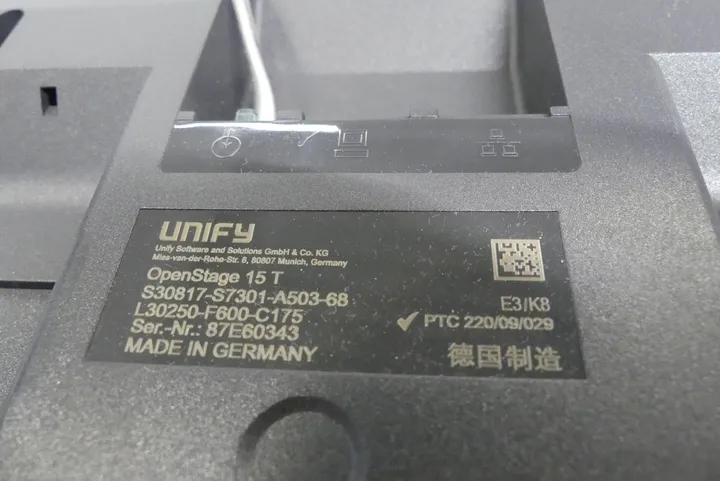 UNIFY
Unify Software and Solutions GmbH & Co. KG
Mies-van-der-Rohe-Str. 6, 80807 Munich, Germany
OpenStage 15 T
S30817-S7301-A503-68
L30250-F600-C175
Ser.-Nr.: 87E60343
MADE IN GERMANY
E3/K8
PTC 220/09/029
德国制造